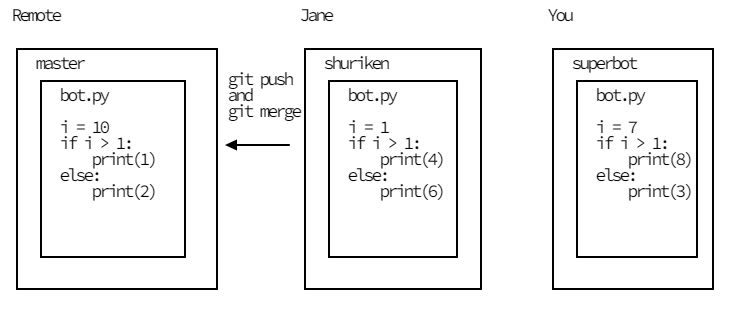 Remote
master
bot.py
i = 10
if i > 1:
print(1)
else:
print(2)
git push
and
git merge
Jane
shuriken
bot.py
i = 1
if i > 1:
print(4)
else:
print(6)
You
superbot
bot.py
i = 7
if i > 1:
print(8)
else:
print(3)